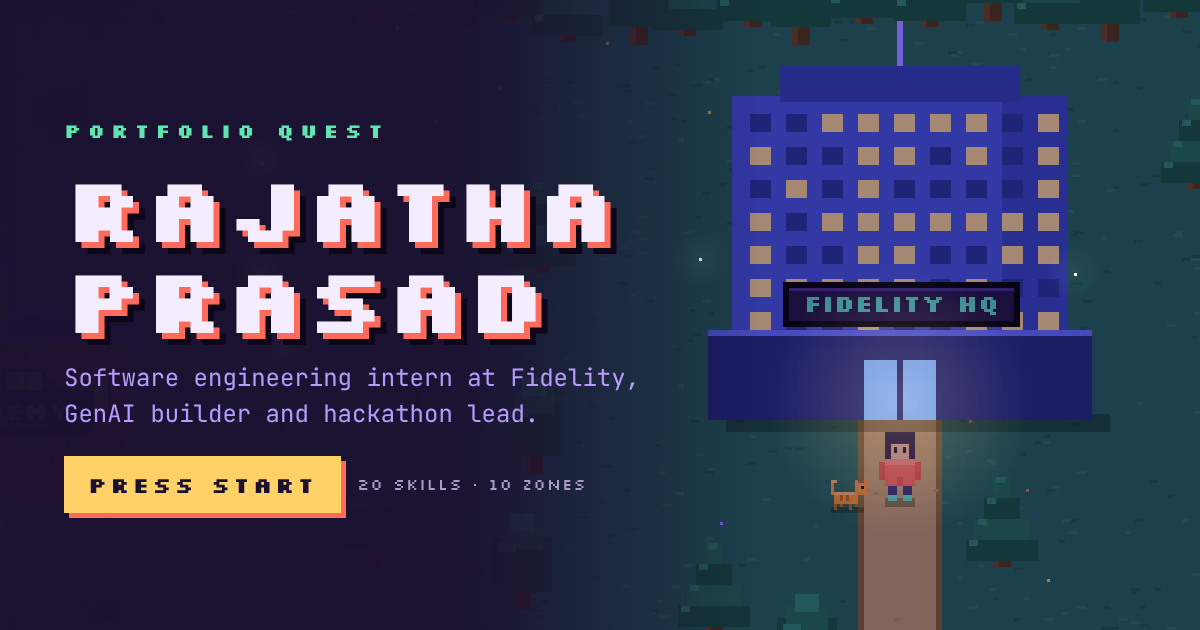 PORTFOLIO QUEST
RAJATHA
PRASAD
Software engineering intern at Fidelity,
GenAI builder and hackathon lead.
PRESS START
20 SKILLS · 10 ZONES
FIDELITY HQ